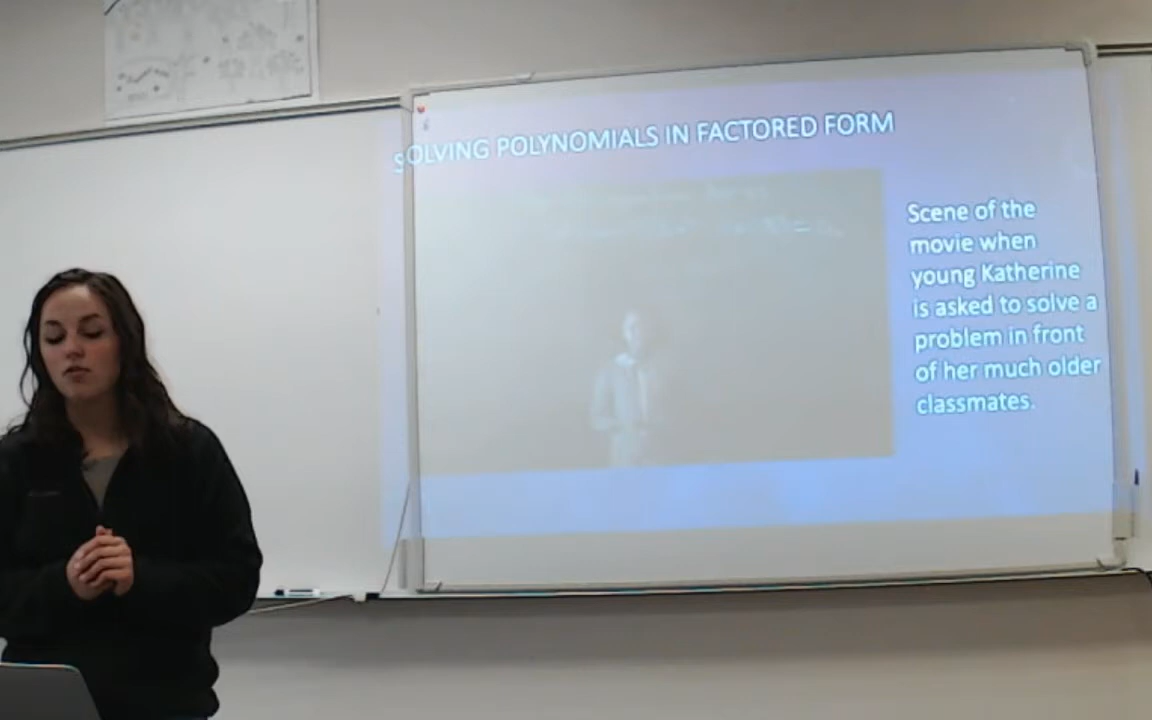 SOLVING POLYNOMIALS IN FACTORED FORM
Scene of the
movie when
young Katherine
is asked to solve a
problem in front
of her much older
classmates.